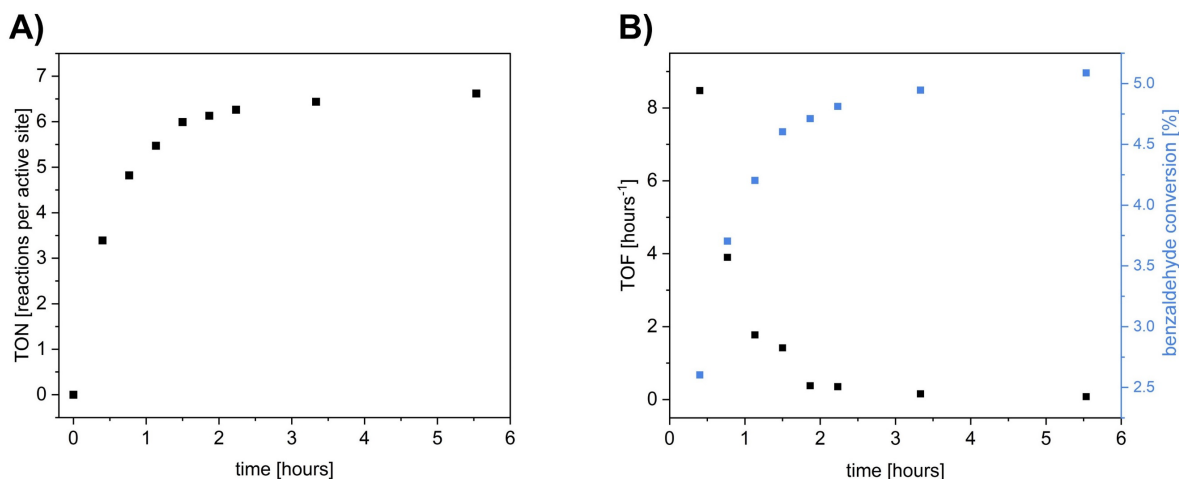 A)
TON [reactions per active site]
7
6
5
4
3
2
1
0
0 1 2 3 4 5 6
time [hours]
B)
TOF [hours-1]
8
6
4
2
0
0 1 2 3 4 5 6
time [hours]
5.0
4.5
4.0
3.5
3.0
2.5
benzaldehyde conversion [%]